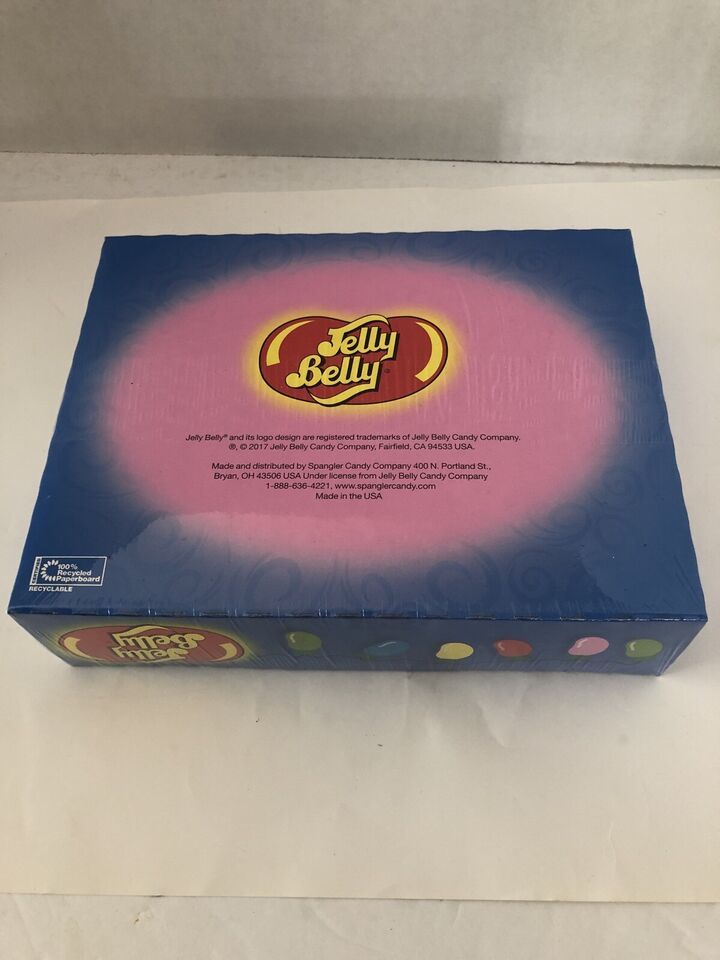 Jelly
Belly®
Jelly Belly® and its logo design are registered trademarks of Jelly Belly Candy Company.
®, © 2017 Jelly Belly Candy Company, Fairfield, CA 94533 USA.
Made and distributed by Spangler Candy Company 400 N. Portland St.,
Bryan, OH 43506 USA Under license from Jelly Belly Candy Company
1-888-636-4221, www.spanglercandy.com
Made in the USA
CERTIFIED
100%
Recycled
Paperboard
RECYCLABLE
Jelly
Belly